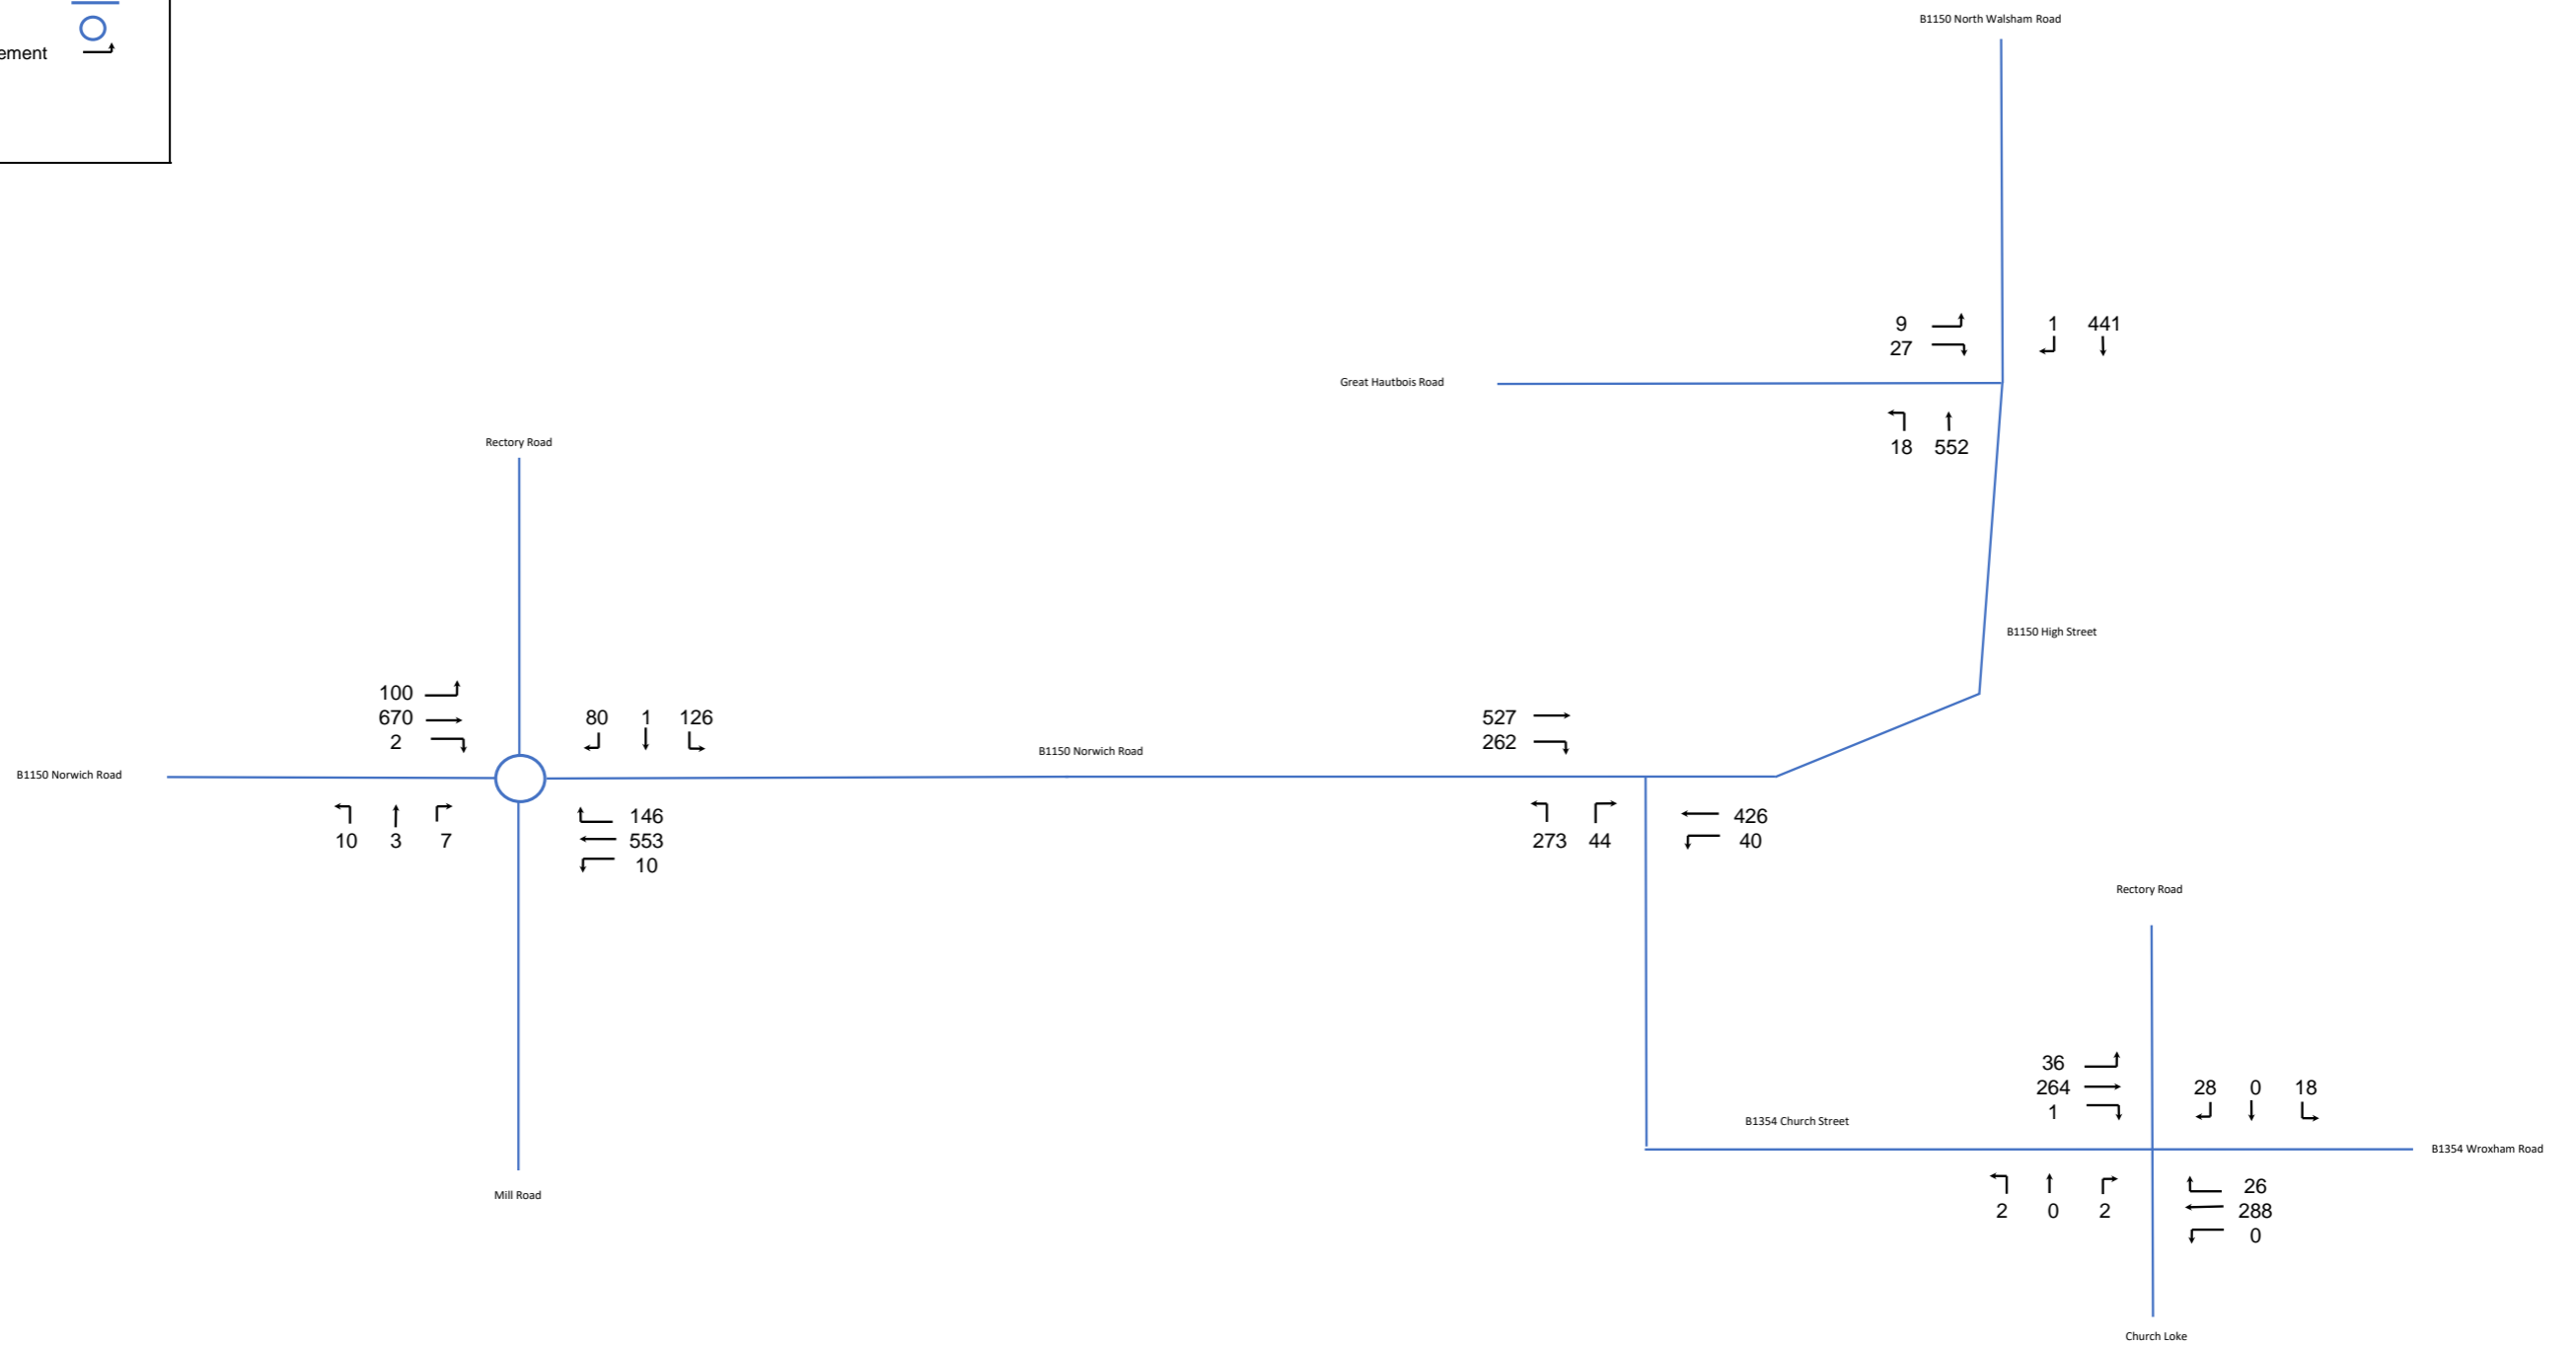 ement
B1150 North Walsham Road
9
27
1 441
Great Hautbois Road
18 552
Rectory Road
B1150 High Street
100
670
2
80 1 126
B1150 Norwich Road
B1150 Norwich Road
527
262
10 3 7
146
553
10
273 44
426
40
Rectory Road
36
264
1
28 0 18
B1354 Church Street
B1354 Wroxham Road
2 0 2
26
288
0
Mill Road
Church Loke